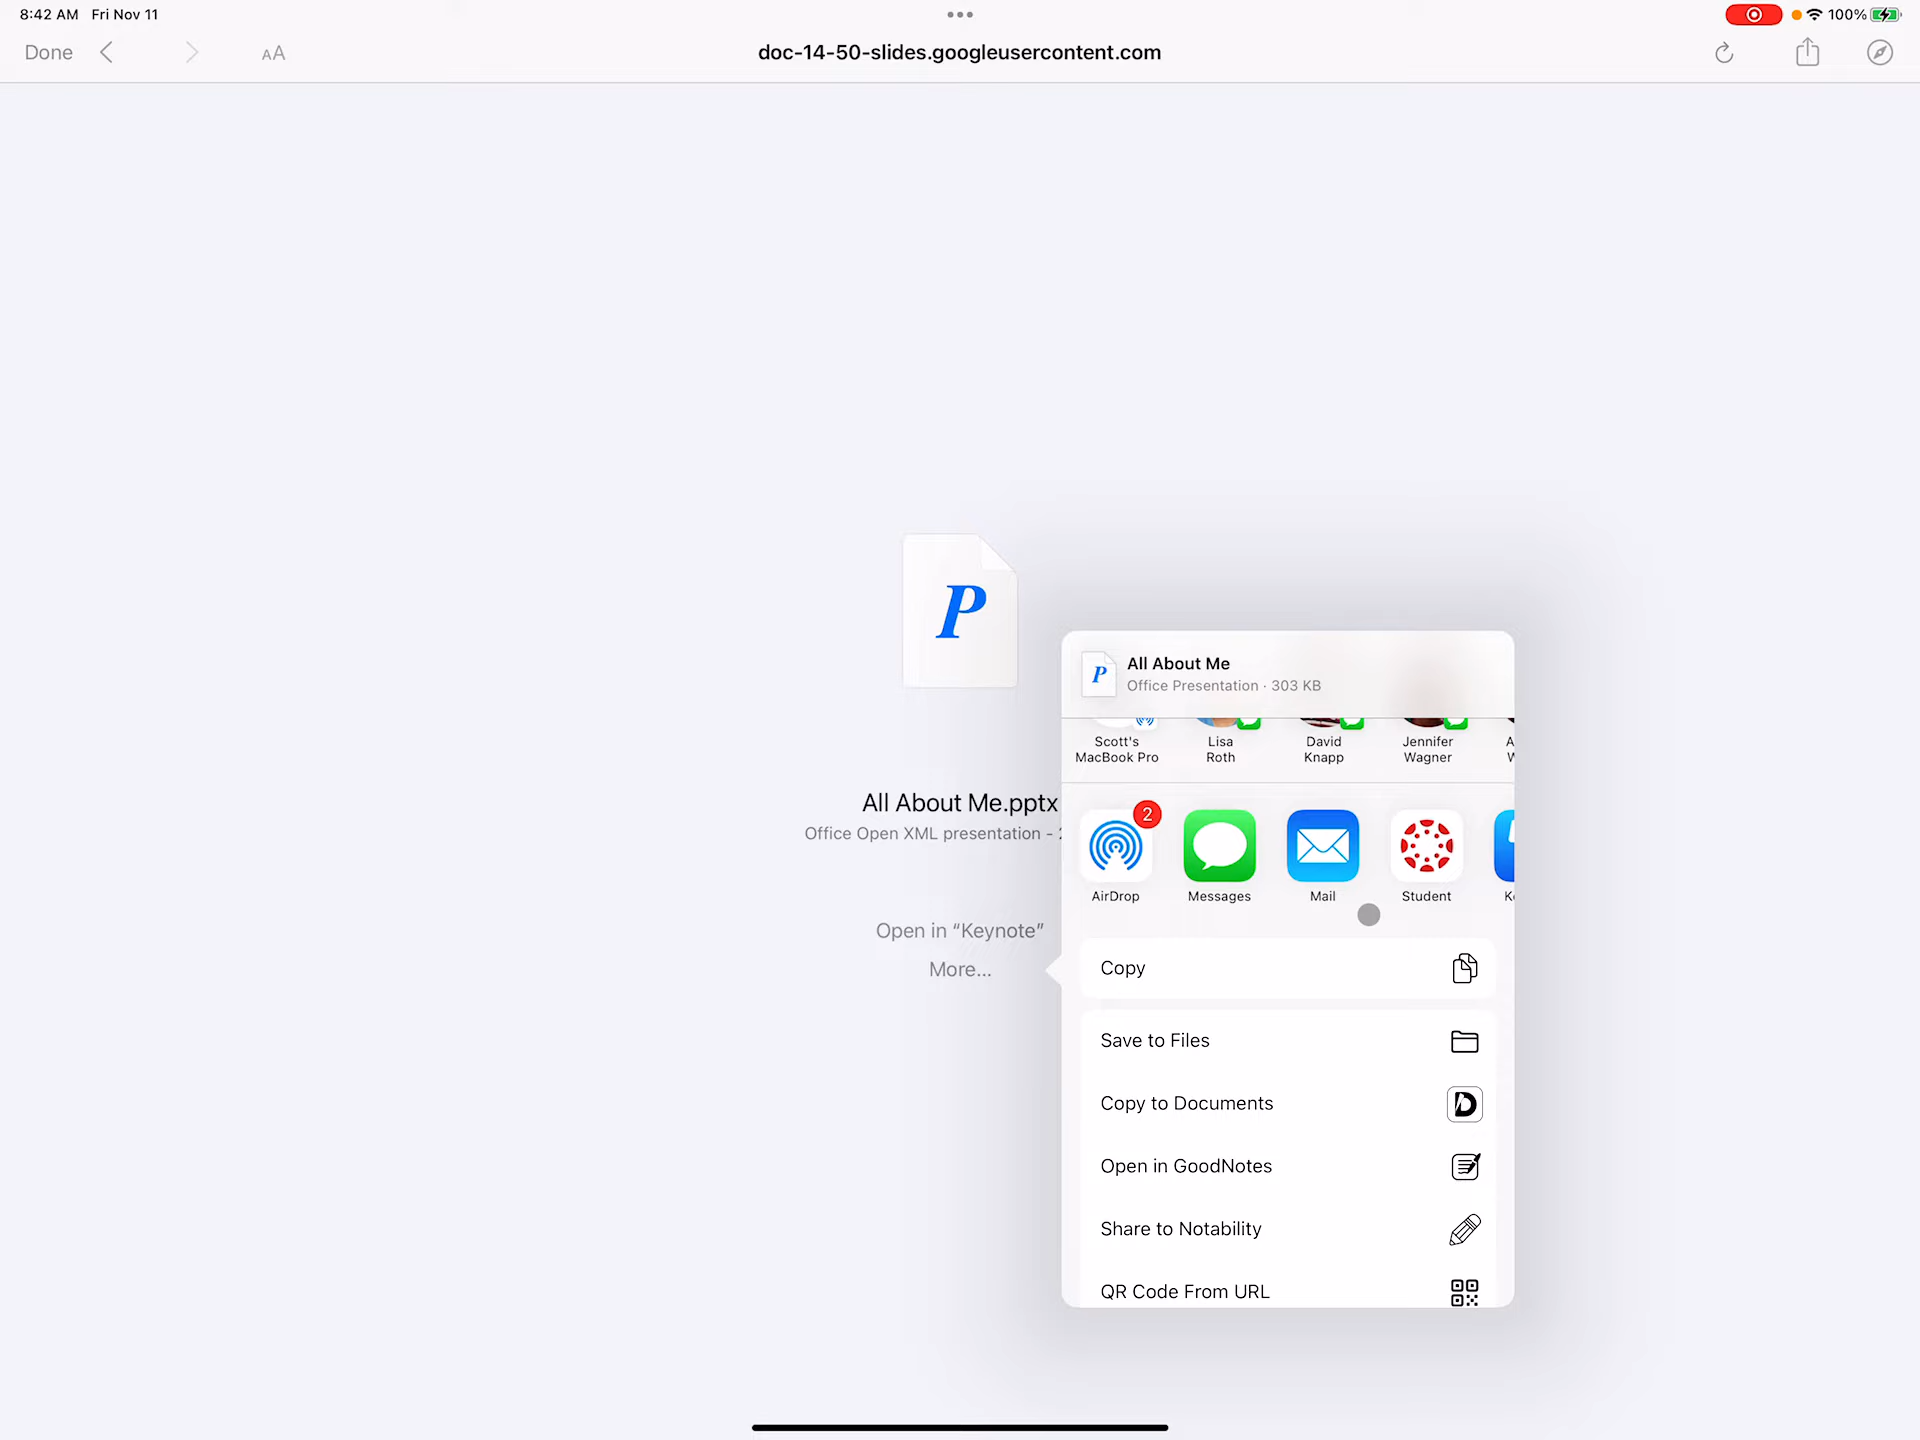 8:42 AM Fri Nov 11
100%
Done
AA
doc-14-50-slides.googleusercontent.com
P
All About Me.pptx
Office Open XML presentation -
Open in “Keynote”
More...
P
All About Me
Office Presentation · 303 KB
Scott's
MacBook Pro
Lisa
Roth
David
Knapp
Jennifer
Wagner
2
AirDrop
Messages
Mail
Student
Copy
Save to Files
Copy to Documents
D
Open in GoodNotes
Share to Notability
QR Code From URL